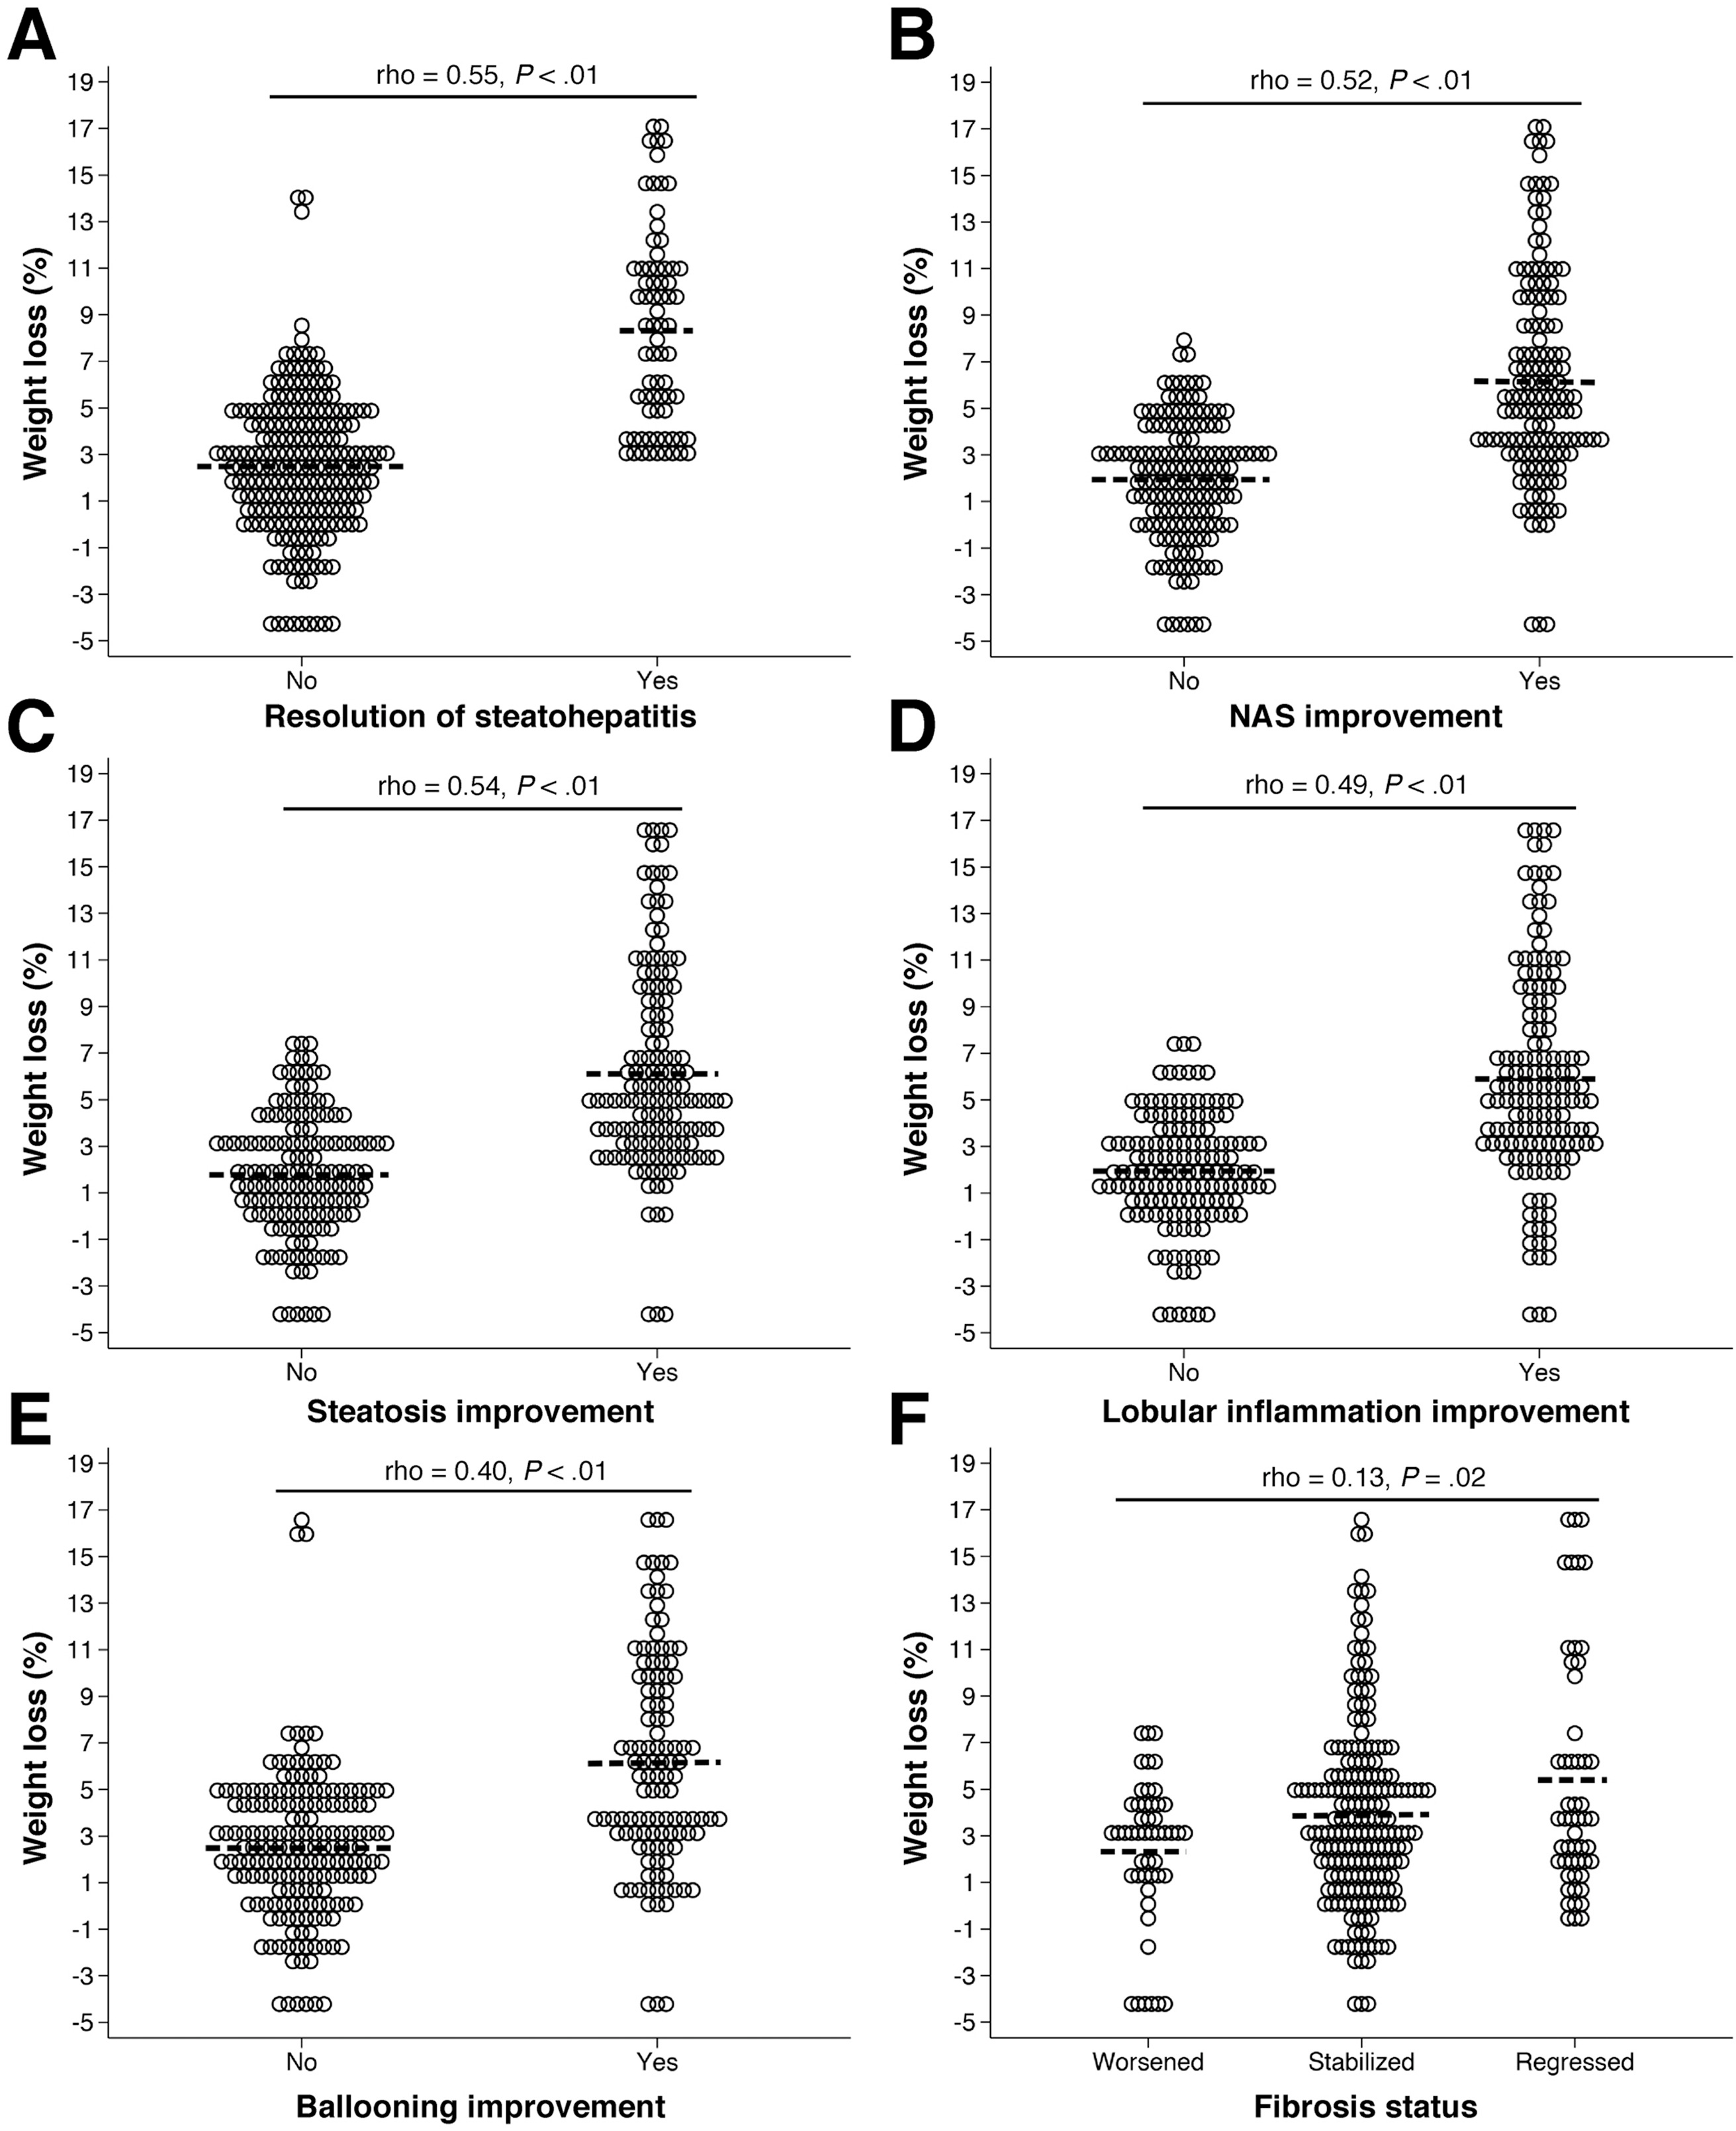 A
rho = 0.55, P < .01
19
17
15
13
11
9
7
5
3
1
-1
-3
-5
Weight loss (%)
No
Yes
Resolution of steatohepatitis
B
rho = 0.52, P < .01
19
17
15
13
11
9
7
5
3
1
-1
-3
-5
Weight loss (%)
No
Yes
NAS improvement
C
rho = 0.54, P < .01
19
17
15
13
11
9
7
5
3
1
-1
-3
-5
Weight loss (%)
No
Yes
Steatosis improvement
D
rho = 0.49, P < .01
19
17
15
13
11
9
7
5
3
1
-1
-3
-5
Weight loss (%)
No
Yes
Lobular inflammation improvement
E
rho = 0.40, P < .01
19
17
15
13
11
9
7
5
3
1
-1
-3
-5
Weight loss (%)
No
Yes
Ballooning improvement
F
rho = 0.13, P = .02
19
17
15
13
11
9
7
5
3
1
-1
-3
-5
Weight loss (%)
Worsened
Stabilized
Regressed
Fibrosis status